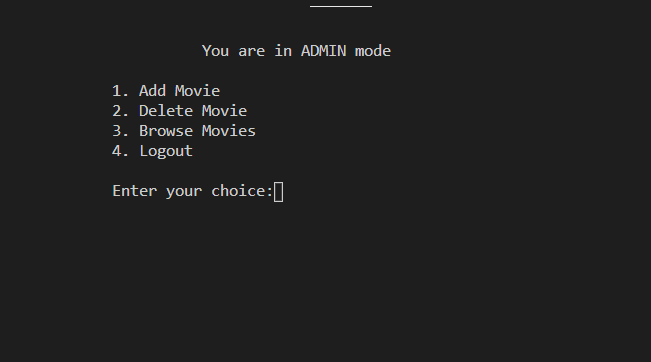 You are in ADMIN mode
1. Add Movie
2. Delete Movie
3. Browse Movies
4. Logout
Enter your choice: